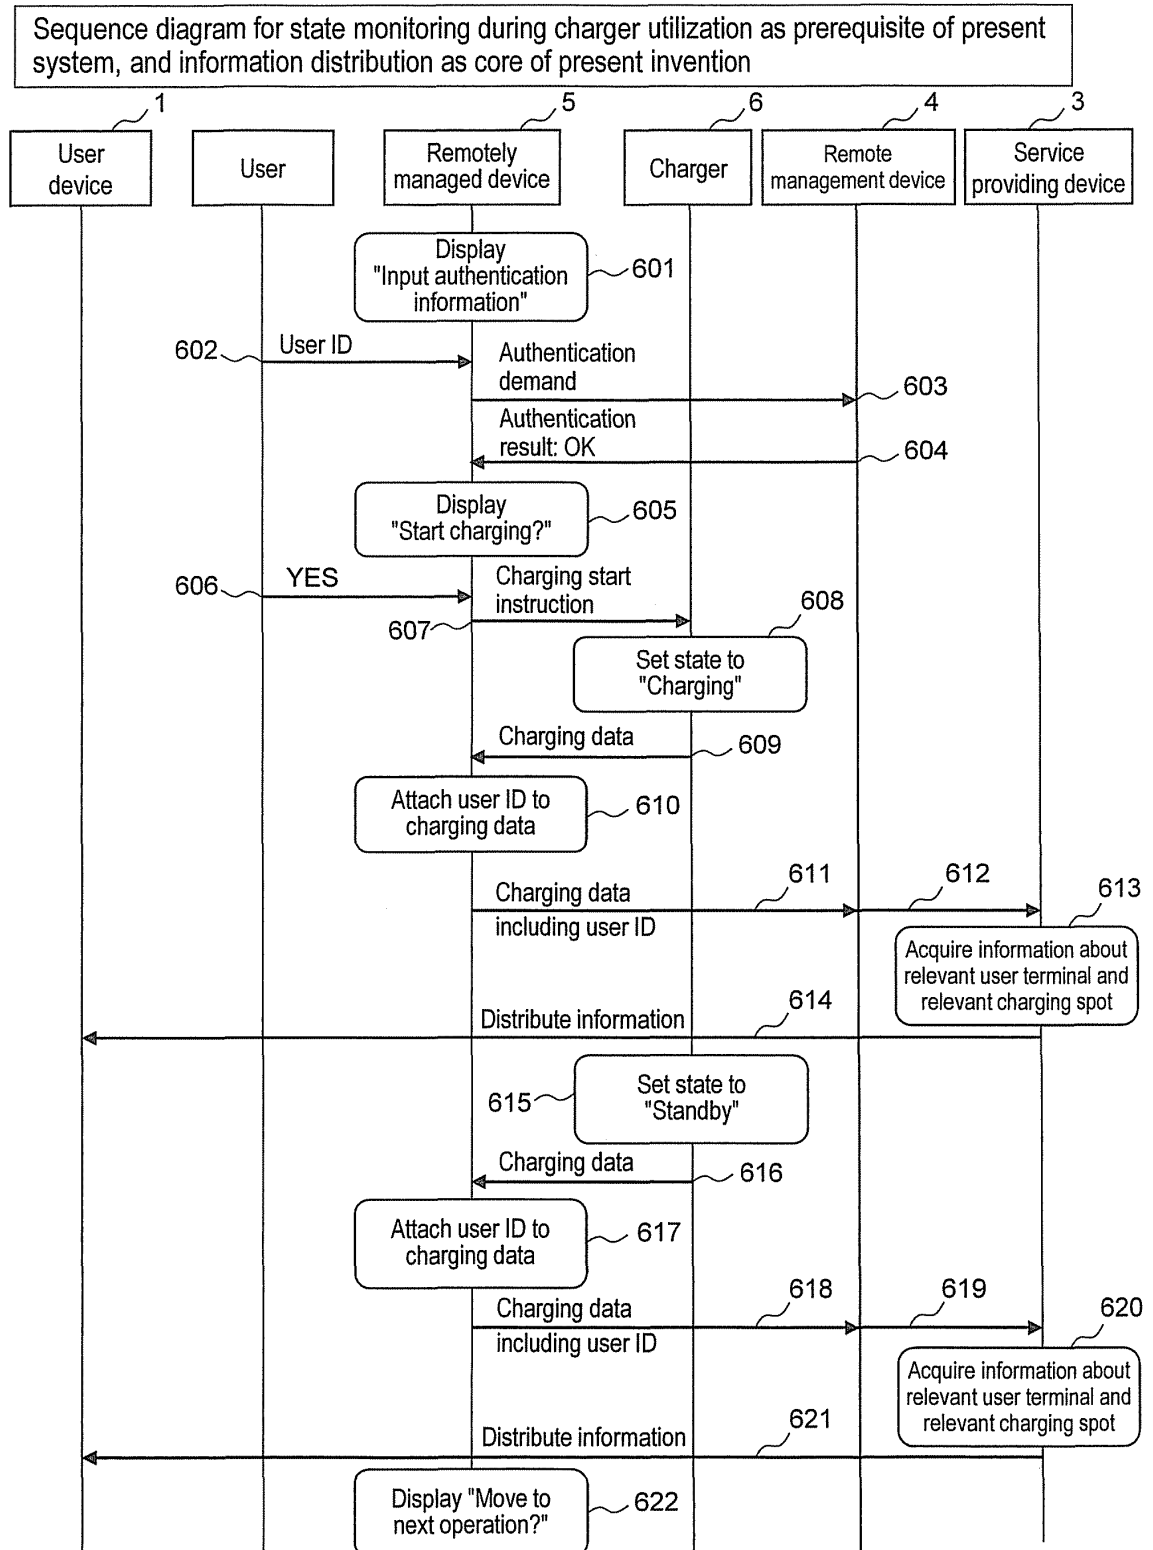 Sequence diagram for state monitoring during charger utilization as prerequisite of present
system, and information distribution as core of present invention
1
5
6
4
3
User
device
User
Remotely
managed device
Charger
Remote
management device
Service
providing device
Display
"Input authentication
information"
601
602
User ID
Authentication
demand
603
Authentication
result: OK
604
Display
"Start charging?"
605
606
YES
Charging start
instruction
607
608
Set state to
"Charging"
Charging data
609
Attach user ID to
charging data
610
Charging data
including user ID
611
612
613
Acquire information about
relevant user terminal and
relevant charging spot
Distribute information
614
615
Set state to
"Standby"
Charging data
616
Attach user ID to
charging data
617
Charging data
including user ID
618
619
620
Acquire information about
relevant user terminal and
relevant charging spot
Distribute information
621
Display "Move to
next operation?"
622